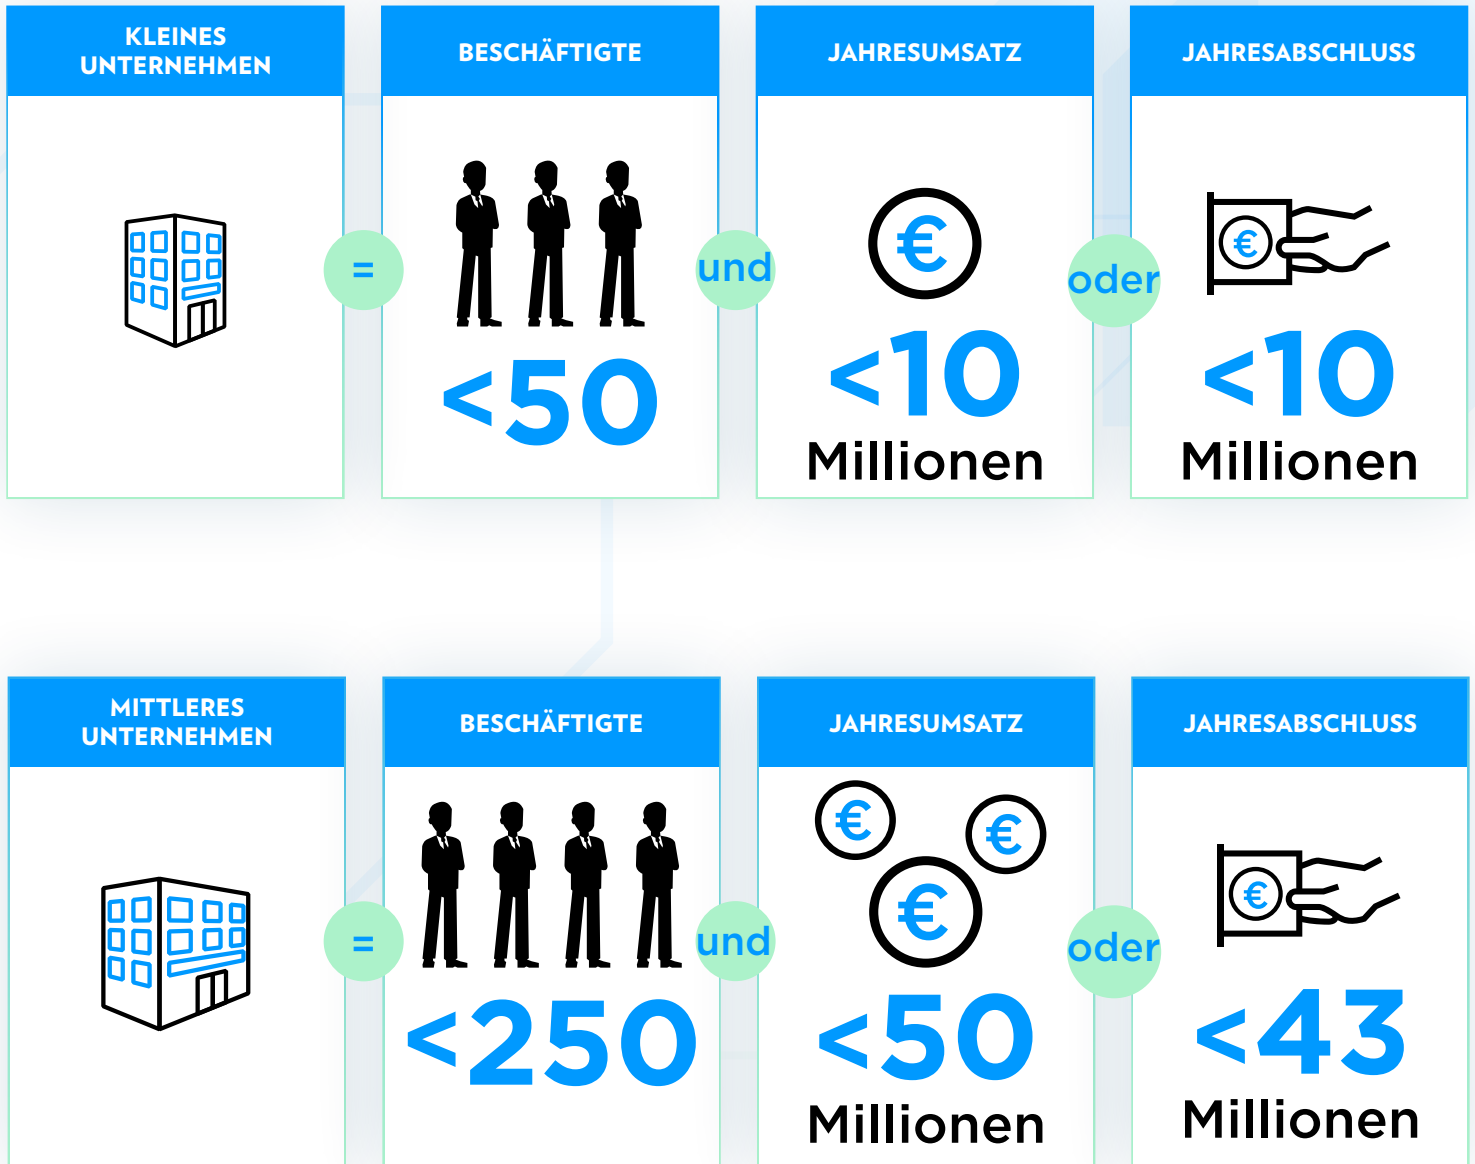 KLEINES
UNTERNEHMEN
BESCHÄFTIGTE
JAHRESUMSATZ
JAHRESABSCHLUSS
=
und
€
oder
€
<50
<10
<10
Millionen
Millionen
MITTLERES
UNTERNEHMEN
BESCHÄFTIGTE
JAHRESUMSATZ
JAHRESABSCHLUSS
=
und
€
€
€
oder
€
<250
<50
<43
Millionen
Millionen